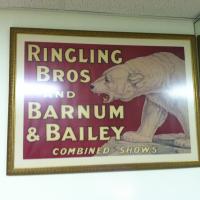 RINGLING
BROS
AND
BARNUM
& BAILEY
COMBINED SHOWS